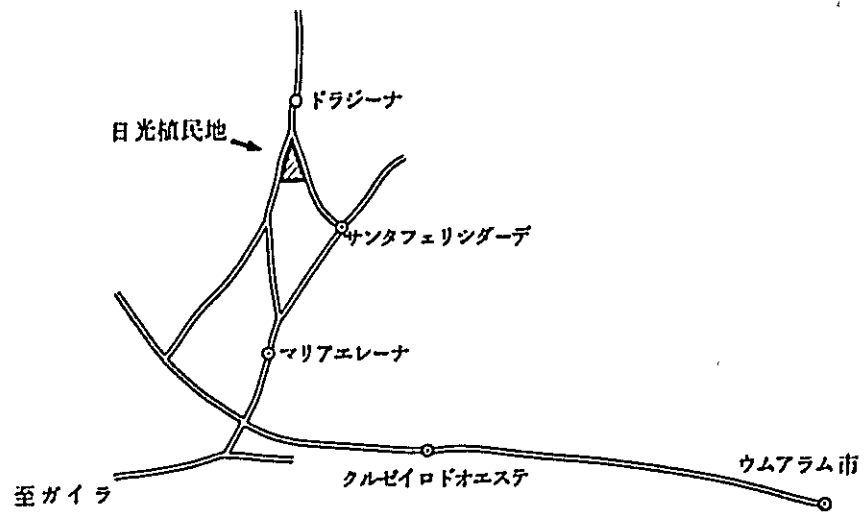 ドラジーナ
日光植民地
サンタフェリシダーデ
マリアエレーナ
ウムアラム市
クルゼイロドオエステ
至ガイラ